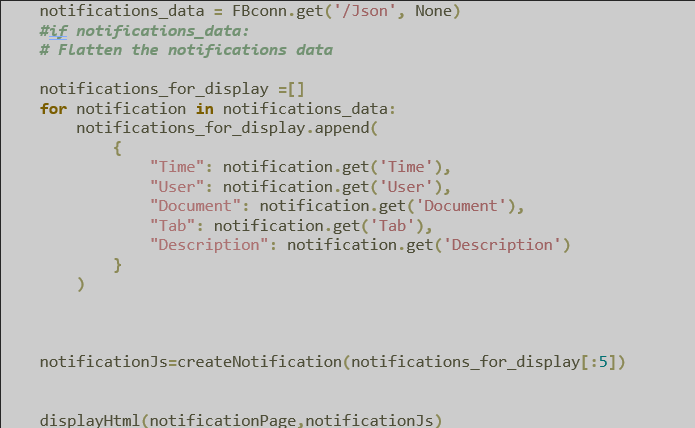 notifications_data = FBconn.get('/Json', None)
#if notifications_data:
# Flatten the notifications data
notifications_for_display =[]
for notification in notifications_data:
    notifications_for_display.append(
        {
            "Time": notification.get('Time'),
            "User": notification.get('User'),
            "Document": notification.get('Document'),
            "Tab": notification.get('Tab'),
            "Description": notification.get('Description')
        }
    )
notificationJs=createNotification(notifications_for_display[:5])
displayHtml(notificationPage,notificationJs)